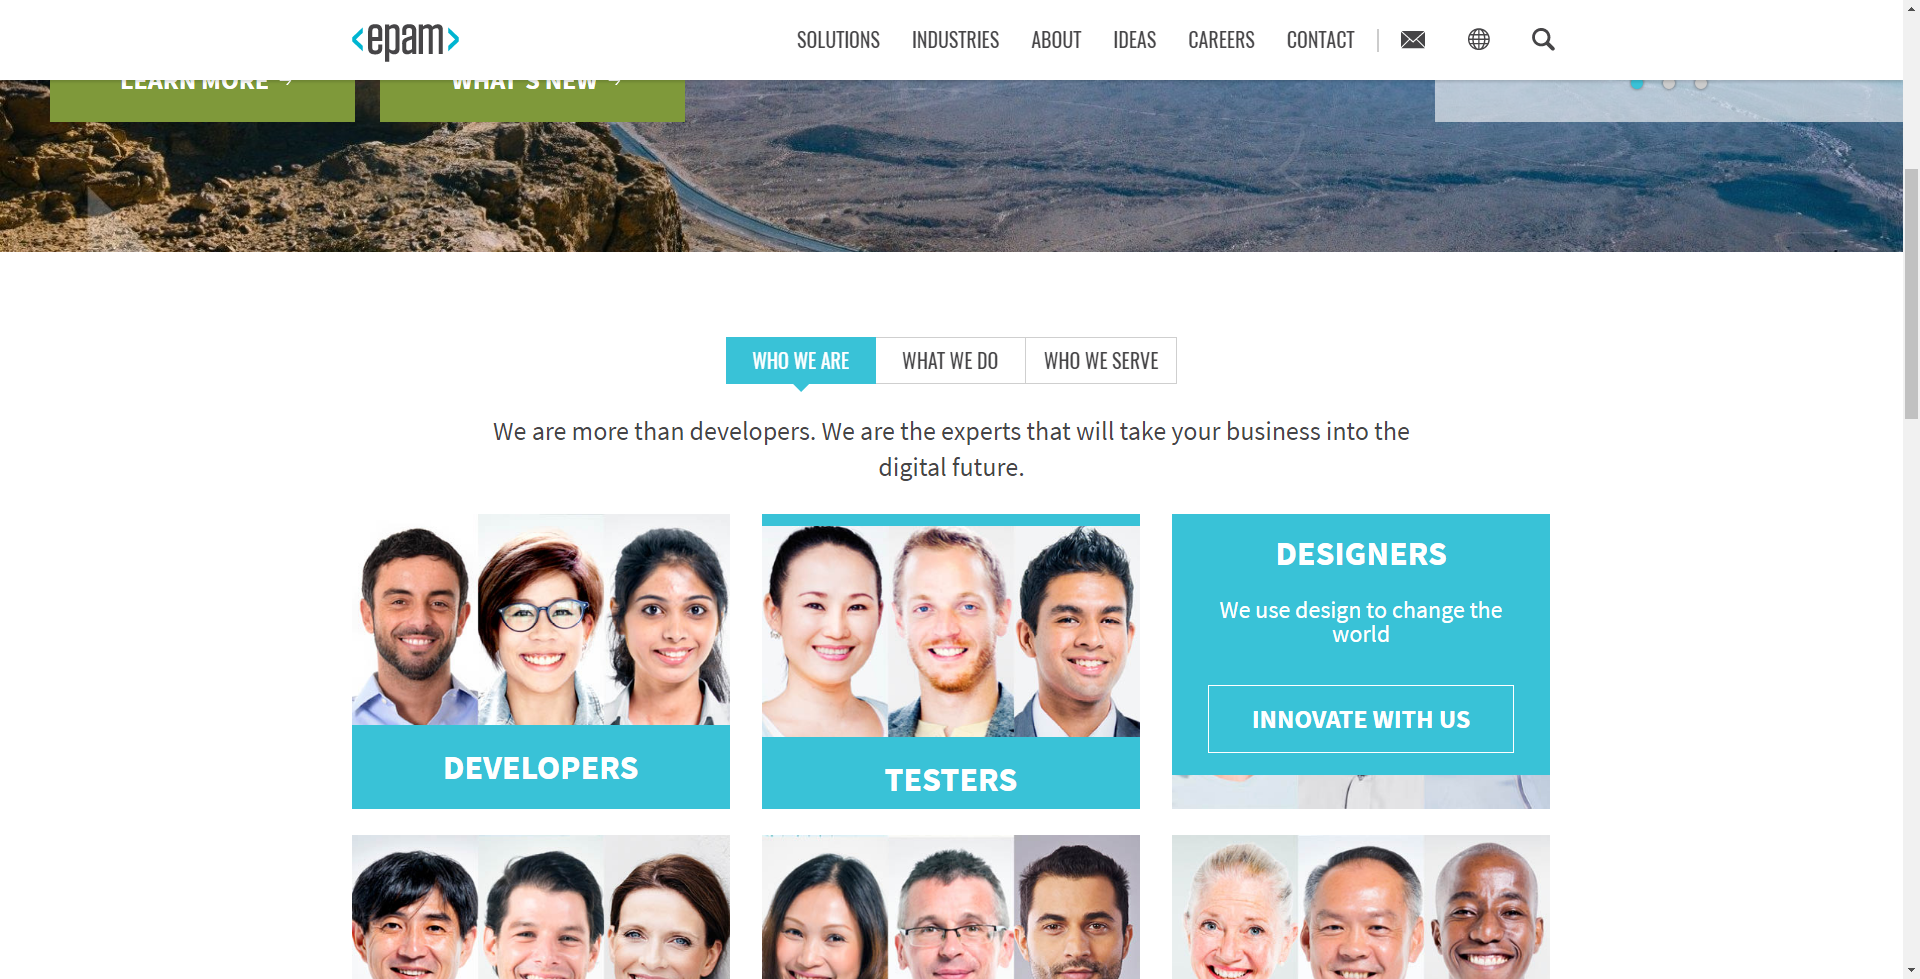 <epam>
SOLUTIONS INDUSTRIES ABOUT IDEAS CAREERS CONTACT
LEARN MORE →
WHAT'S NEW →
WHO WE ARE
WHAT WE DO
WHO WE SERVE
We are more than developers. We are the experts that will take your business into the
digital future.
DEVELOPERS
TESTERS
DESIGNERS
We use design to change the
world
INNOVATE WITH US